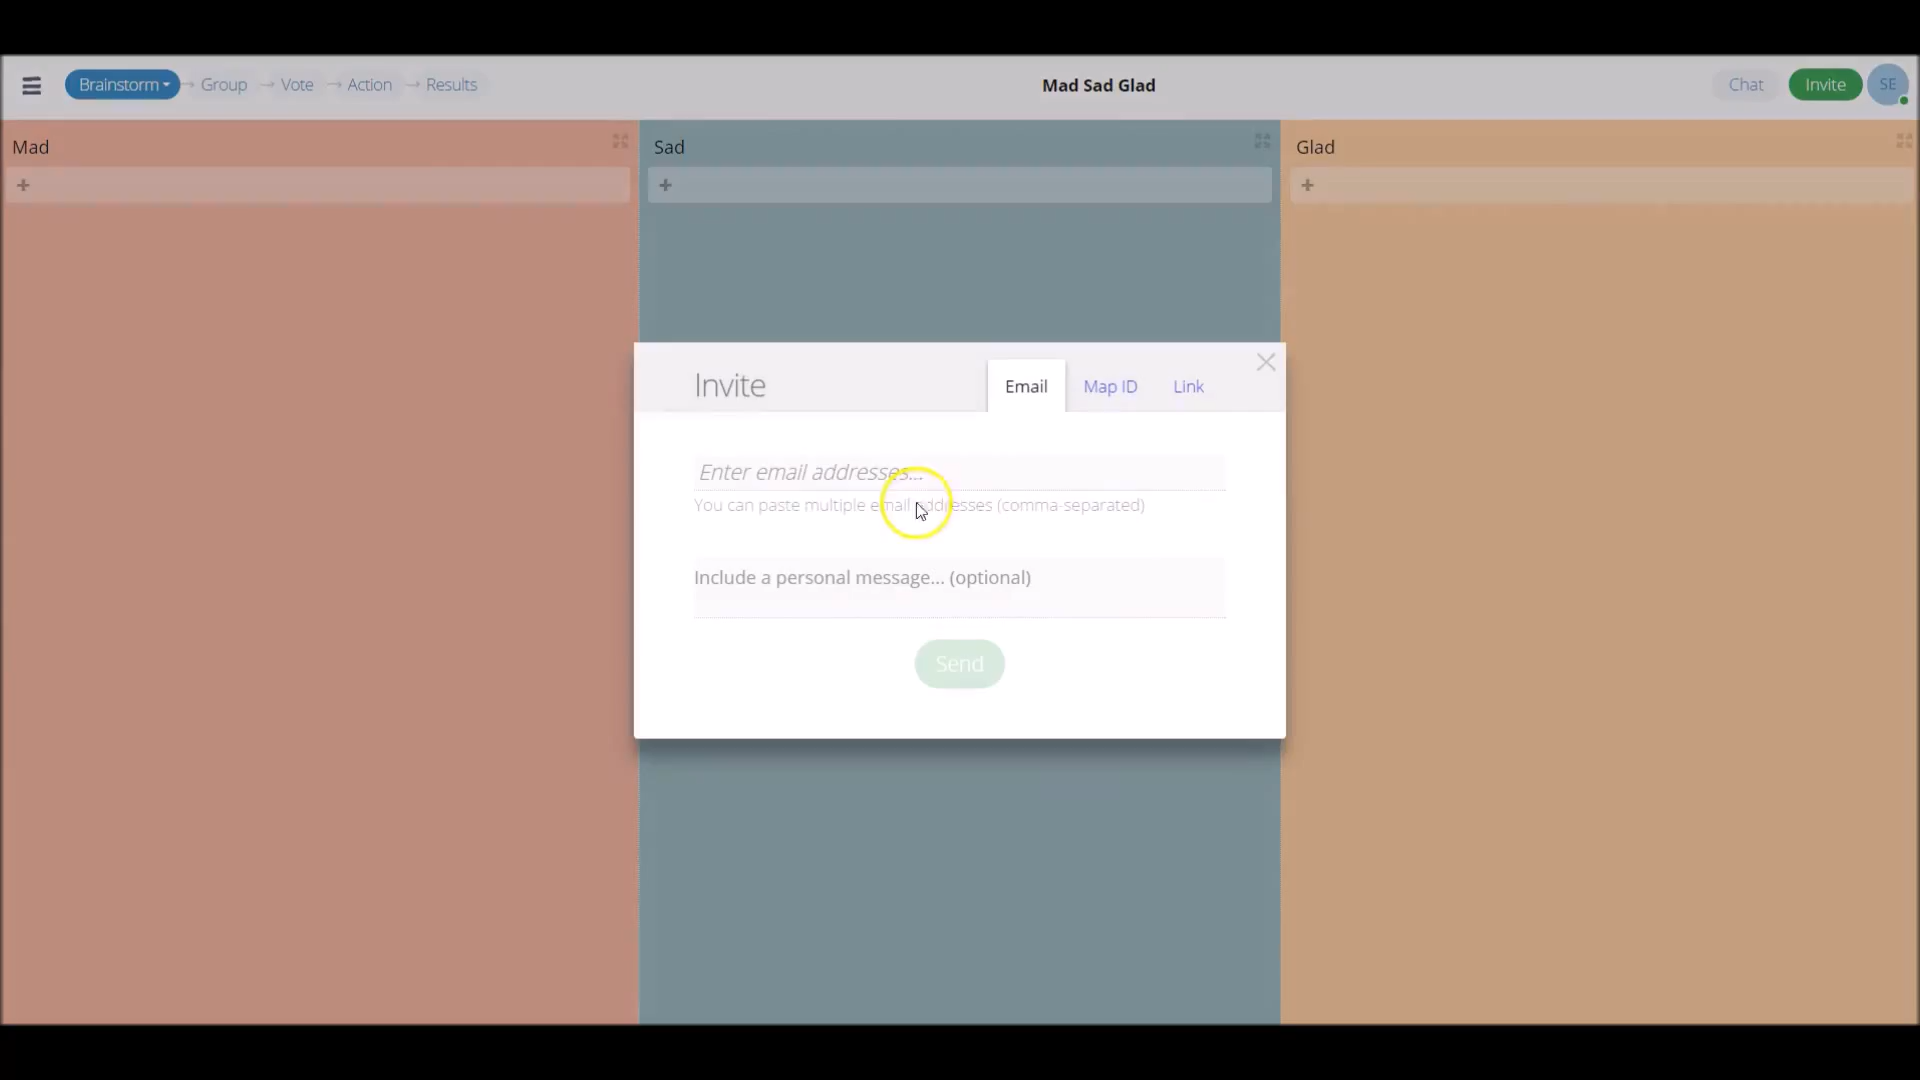 Brainstorm → Group → Vote → Action → Results
Mad Sad Glad
Chat
Invite
SE
Mad
Sad
Glad
+
+
+
Invite
Email
Map ID
Link
Enter email addresses...
You can paste multiple email addresses (comma-separated)
Include a personal message... (optional)
Send